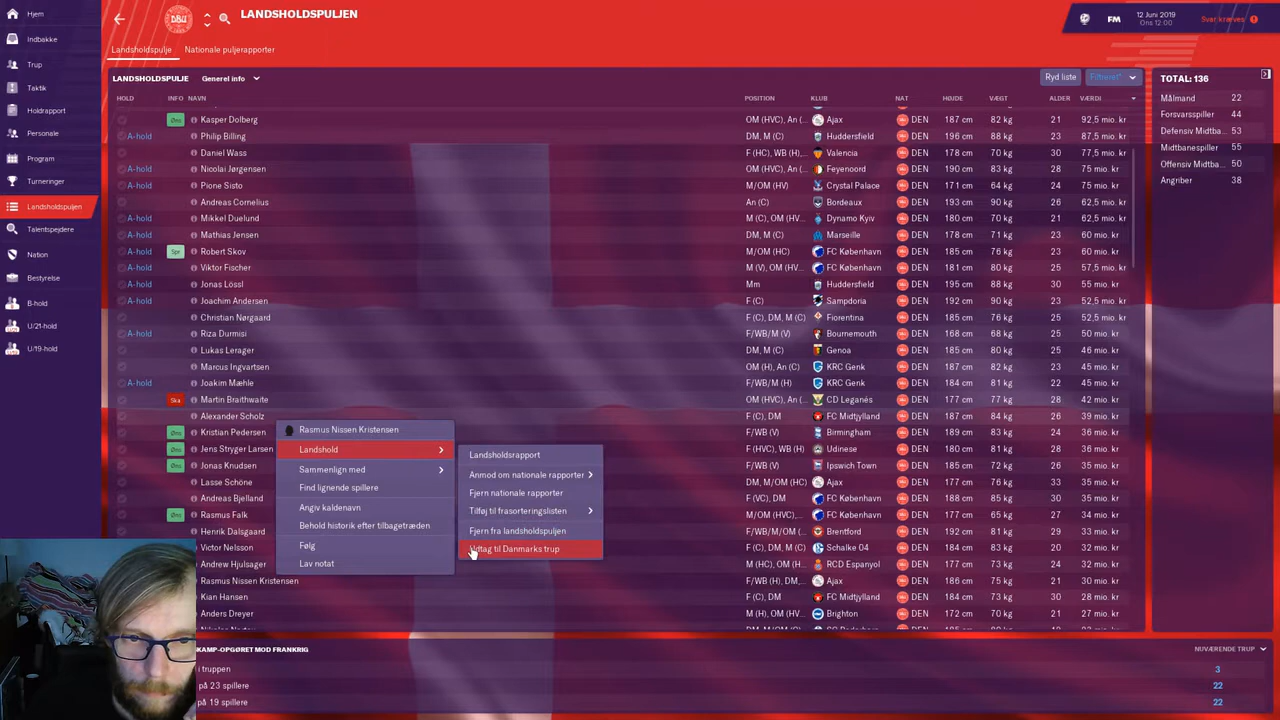 Hjem
LANDSHOLDSPULJEN
12 Juni 2019
Ons 12:00
FM
Svar kræves
DBU
Indbakke
Landsholdspulje
Nationale puljerapporter
Trup
LANDSHOLDSPULJE
Generel info
Ryd liste
Filtreret*
TOTAL: 136
Taktik
HOLD INFO NAVN POSITION KLUB NAT HØJDE VÆGT ALDER VÆRDI
Målmand 22
Holdrapport
Forsvarsspiller 44
Øns Kasper Dolberg OM (HVC), An (... Ajax DEN 187 cm 82 kg 21 92,5 mio. kr
Defensiv Midtba... 53
Personale
A-hold Philip Billing DM, M (C) Huddersfield DEN 196 cm 88 kg 23 87,5 mio. kr
Midtbanespiller 55
Program
Daniel Wass F (HC), WB (H),... Valencia DEN 178 cm 70 kg 30 77,5 mio. kr
Offensiv Midtba... 50
A-hold Nicolai Jørgensen OM (HVC), An (... Feyenoord DEN 190 cm 83 kg 28 75 mio. kr
Angriber 38
Turneringer
A-hold Pione Sisto M/OM (HV) Crystal Palace DEN 171 cm 64 kg 24 75 mio. kr
Landsholdspuljen
Andreas Cornelius An (C) Bordeaux DEN 193 cm 90 kg 26 62,5 mio. kr
A-hold Mikkel Duelund M (C), OM (HV... Dynamo Kyiv DEN 180 cm 70 kg 21 62,5 mio. kr
Talentspejdere
A-hold Mathias Jensen DM, M (C) Marseille DEN 178 cm 71 kg 23 60 mio. kr
Nation
A-hold Spr Robert Skov M/OM (HC) FC København DEN 185 cm 76 kg 23 60 mio. kr
A-hold Viktor Fischer M (V), OM (HV... FC København DEN 181 cm 80 kg 25 57,5 mio. kr
Bestyrelse
A-hold Jonas Lössl Mm Huddersfield DEN 195 cm 88 kg 30 55 mio. kr
B-hold
A-hold Joachim Andersen F (C) Sampdoria DEN 192 cm 90 kg 23 52,5 mio. kr
Christian Nørgaard F (C), DM, M (C) Fiorentina DEN 185 cm 76 kg 25 52,5 mio. kr
U/21-hold
A-hold Riza Durmisi F/WB/M (V) Bournemouth DEN 168 cm 68 kg 25 50 mio. kr
U/19-hold
Lukas Lerager DM, M (C) Genoa DEN 185 cm 80 kg 25 46 mio. kr
Marcus Ingvartsen OM (H), An (C) KRC Genk DEN 187 cm 82 kg 23 45 mio. kr
A-hold Joakim Mæhle F/WB/M (H) KRC Genk DEN 184 cm 81 kg 22 45 mio. kr
Ska Martin Braithwaite OM (HVC), An (... CD Leganés DEN 177 cm 77 kg 28 42 mio. kr
Alexander Scholz F (C), DM FC Midtjylland DEN 187 cm 84 kg 26 39 mio. kr
Øns Kristian Pedersen F/WB (V) Birmingham DEN 189 cm 83 kg 24 36 mio. kr
Øns Jens Stryger Larsen F (HVC), WB (H) Udinese DEN 180 cm 81 kg 28 36 mio. kr
Øns Jonas Knudsen F/WB (V) Ipswich Town DEN 185 cm 72 kg 26 35 mio. kr
Lasse Schöne DM, M/OM (HC) Ajax DEN 177 cm 76 kg 33 35 mio. kr
Andreas Bjelland F (VC), DM FC København DEN 188 cm 85 kg 30 35 mio. kr
Øns Rasmus Falk M/OM (HVC) FC København DEN 177 cm 65 kg 27 34 mio. kr
Henrik Dalsgaard F/WB/M/OM (... Brentford DEN 192 cm 83 kg 29 32 mio. kr
Victor Nelsson F (C), DM, M (C) Schalke 04 DEN 185 cm 76 kg 20 32 mio. kr
Andrew Hjulsager M (HC), OM (H... RCD Espanyol DEN 177 cm 64 kg 24 32 mio. kr
Rasmus Nissen Kristensen F/WB (H), DM,... Ajax DEN 186 cm 75 kg 21 30 mio. kr
Kian Hansen F (C), DM FC Midtjylland DEN 184 cm 73 kg 30 28 mio. kr
Anders Dreyer M (H), OM (HV... Brighton DEN 172 cm 70 kg 21 27 mio. kr
Rasmus Nissen Kristensen
Landshold
Sammenlign med
Find lignende spillere
Angiv kaldenavn
Behold historik efter tilbagetræden
Følg
Lav notat
Landsholdsrapport
Anmod om nationale rapporter
Fjern nationale rapporter
Tilføj til frasorteringslisten
Fjern fra landsholdspuljen
Udtag til Danmarks trup
KAMP-OPGØRET MOD FRANKRIG
NUVÆRENDE TRUP
i truppen 3
på 23 spillere 22
på 19 spillere 22